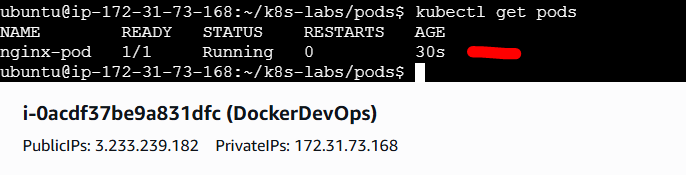 ubuntu@ip-172-31-73-168:~/k8s-labs/pods$ kubectl get pods
NAME READY STATUS RESTARTS AGE
nginx-pod 1/1 Running 0 30s
ubuntu@ip-172-31-73-168:~/k8s-labs/pods$
i-0acdf37be9a831dfc (DockerDevOps)
PublicIPs: 3.233.239.182 PrivateIPs: 172.31.73.168